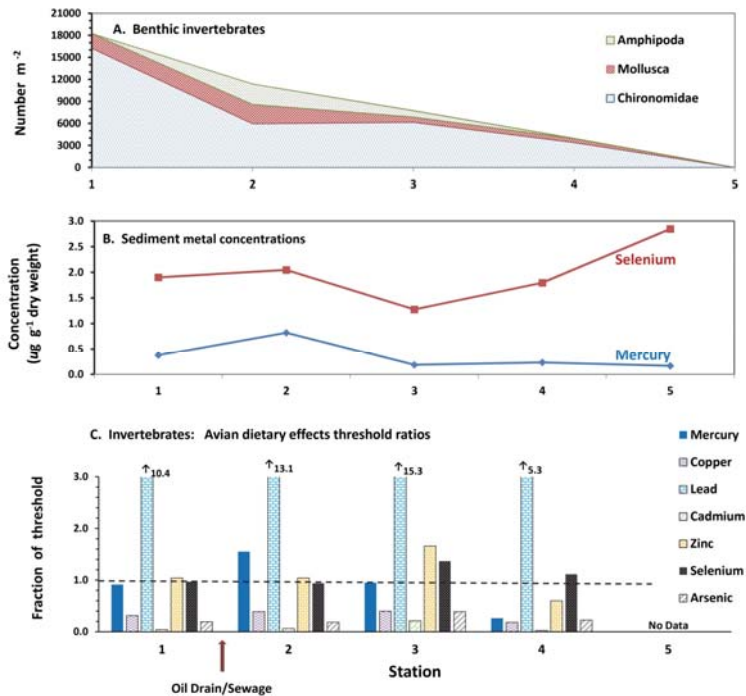 A. Benthic invertebrates
Number m-2
21000
18000
15000
12000
9000
6000
3000
0
Amphipoda
Mollusca
Chironomidae
1 2 3 4 5
B. Sediment metal concentrations
Concentration
(ug g-1 dry weight)
3.0
2.5
2.0
1.5
1.0
0.5
0.0
Selenium
Mercury
1 2 3 4 5
C. Invertebrates: Avian dietary effects threshold ratios
Fraction of threshold
3.0
2.0
1.0
0.0
↑10.4
↑13.1
↑15.3
↑5.3
Mercury
Copper
Lead
Cadmium
Zinc
Selenium
Arsenic
No Data
1 2 3 4 5
Station
Oil Drain/Sewage